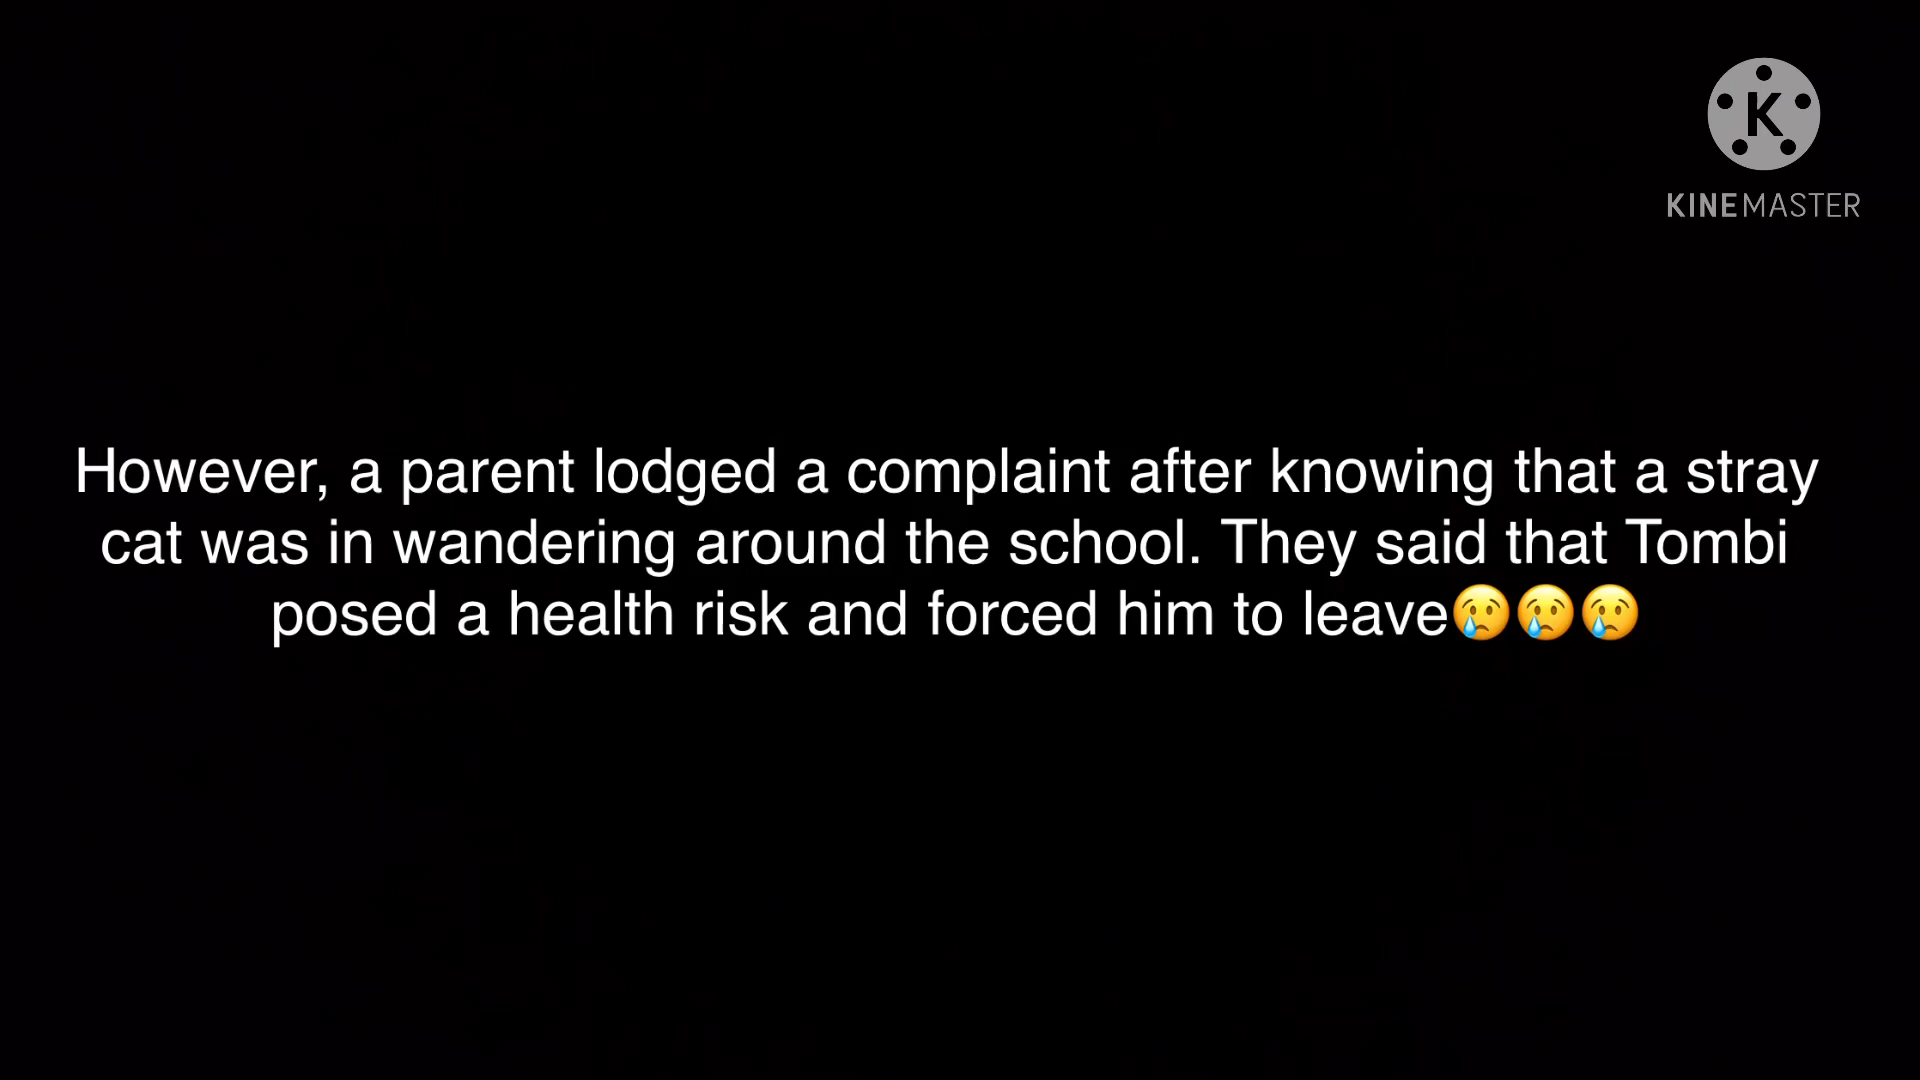 K
KINEMASTER
However, a parent lodged a complaint after knowing that a stray
cat was in wandering around the school. They said that Tombi
posed a health risk and forced him to leave😢😢😢